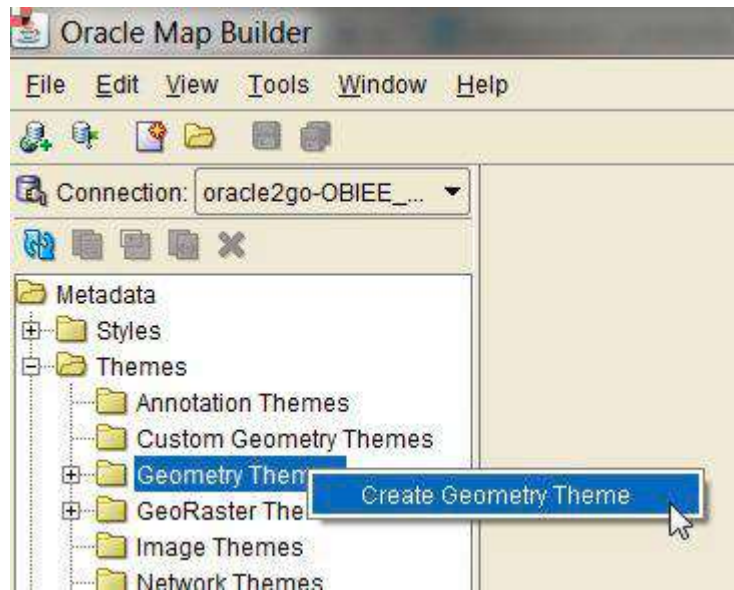 Oracle Map Builder
File Edit View Tools Window Help
Connection: oracle2go-OBIEE_...
Metadata
Styles
Themes
Annotation Themes
Custom Geometry Themes
Geometry Them
Create Geometry Theme
GeoRaster The
Image Themes
Network Themes